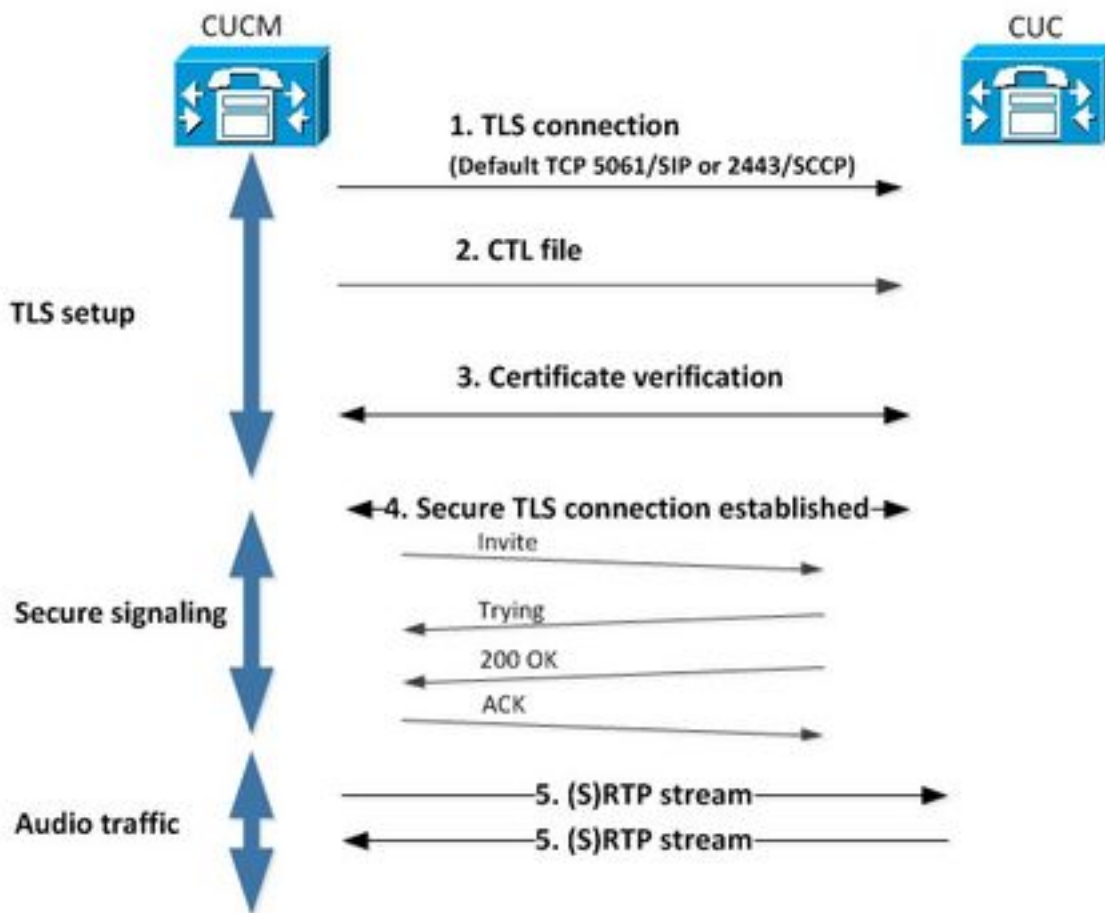 CUCM
CUC
1. TLS connection
(Default TCP 5061/SIP or 2443/SCCP)
2. CTL file
TLS setup
3. Certificate verification
4. Secure TLS connection established
Invite
Secure signaling
Trying
200 OK
ACK
5. (S)RTP stream
Audio traffic
5. (S)RTP stream